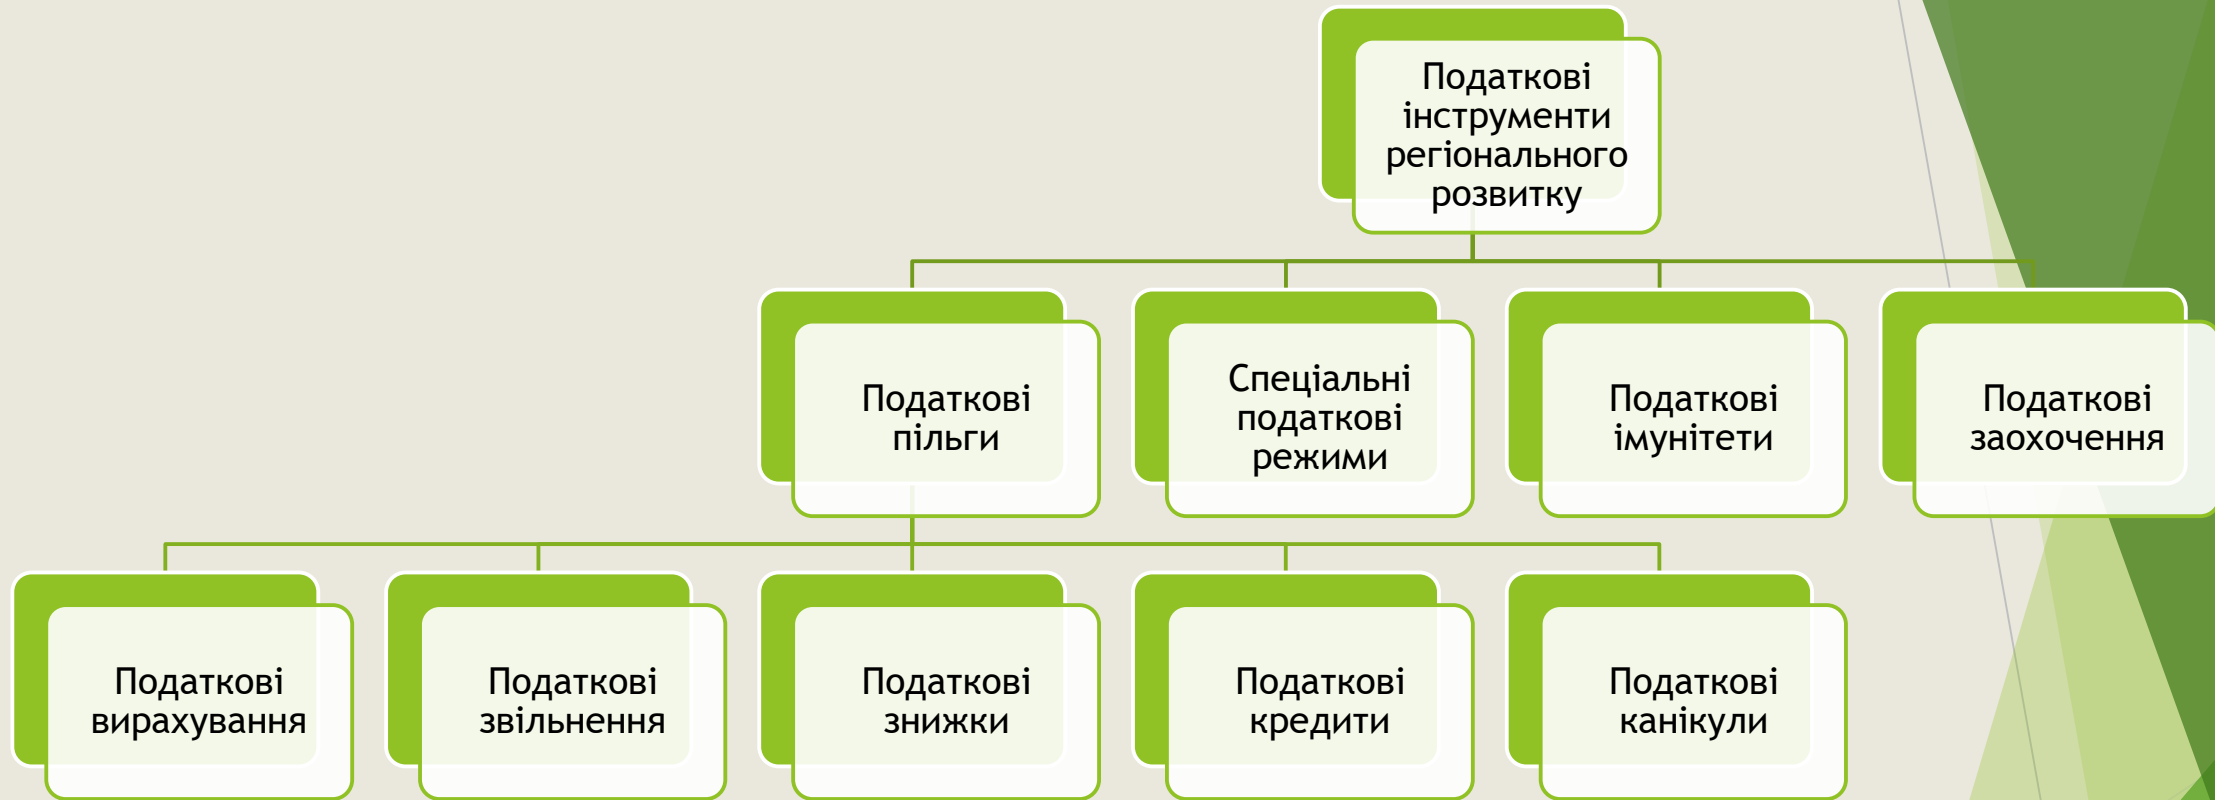 Податкові
інструменти
регіонального
розвитку
Податкові
пільги
Спеціальні
податкові
режими
Податкові
імунітети
Податкові
заохочення
Податкові
вирахування
Податкові
звільнення
Податкові
знижки
Податкові
кредити
Податкові
канікули